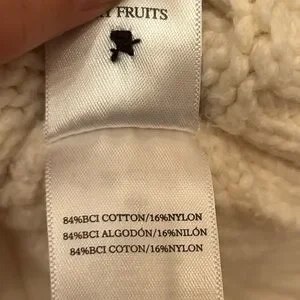 FRUITS
84%BCI COTTON/16%NYLON
84%BCI ALGODÓN/16%NILÓN
84%BCI COTON/16%NYLON